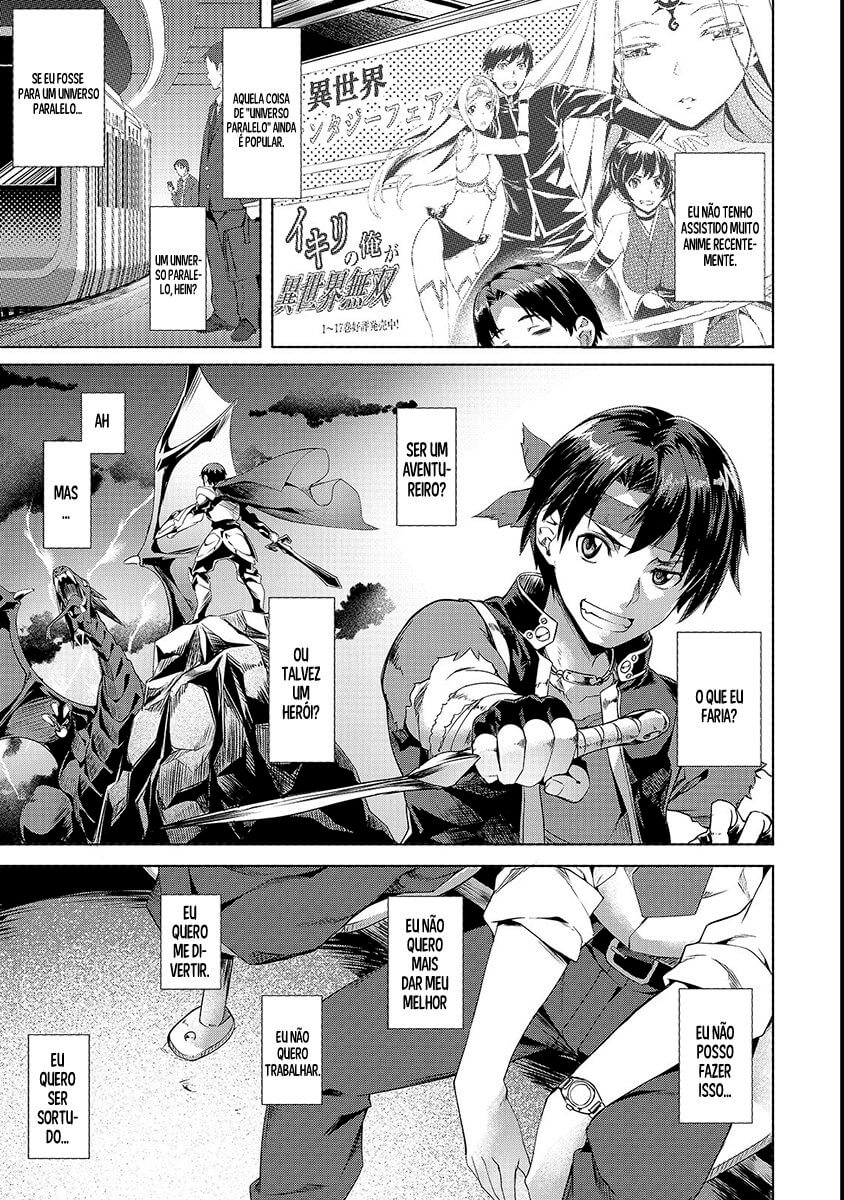 EU NÃO TENHO
ASSISTIDO MUITO
ANIME RECENTE-
MENTE.
異世界
ンタジーフェア
イキリの俺が
異世界無双
1〜17巻好評発売中!
AQUELA COISA
DE "UNIVERSO
PARALELO" AINDA
É POPULAR.
UM UNIVER-
SO PARALE-
LO, HEIN?
SE EU FOSSE
PARA UM UNIVERSO
PARALELO...
O QUE EU
FARIA?
SER UM
AVENTU-
REIRO?
OU
TALVEZ
UM
HERÓI?
AH
MAS
...
EU NÃO
POSSO
FAZER
ISSO...
EU NÃO
QUERO
MAIS
DAR MEU
MELHOR
EU NÃO
QUERO
TRABALHAR.
EU
QUERO
ME DI-
VERTIR.
EU
QUERO
SER
SORTU-
DO...